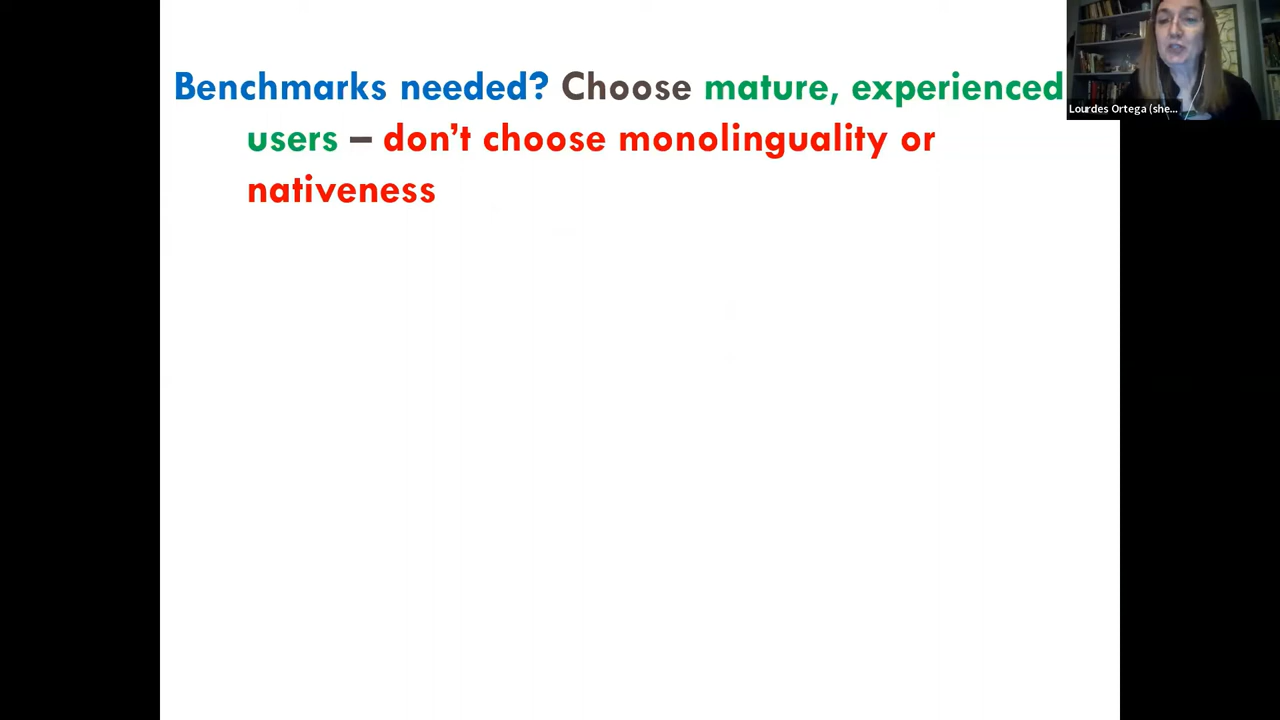 Benchmarks needed? Choose mature, experienced
users – don't choose monolinguality or
nativeness
Lourdes Ortega (she...